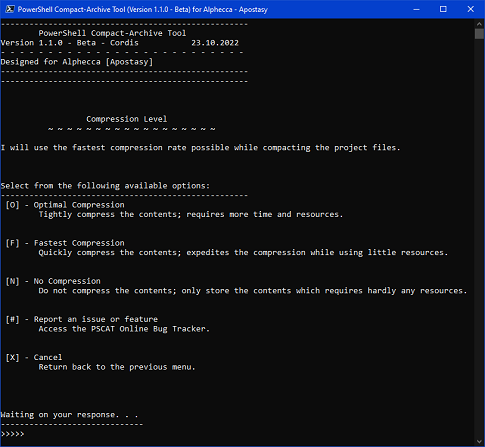 PowerShell Compact-Archive Tool (Version 1.1.0 - Beta) for Alphecca - Apostasy
-----------------------------------------------------
PowerShell Compact-Archive Tool
Version 1.1.0 - Beta - Cordis 23.10.2022
- - - - - - - - - - - - - - - - - - - - - - - - - -
Designed for Alphecca [Apostasy]
-----------------------------------------------------
-----------------------------------------------------
Compression Level
~ ~ ~ ~ ~ ~ ~ ~ ~ ~ ~ ~ ~ ~ ~ ~ ~ ~
I will use the fastest compression rate possible while compacting the project files.
Select from the following available options:
-----------------------------------------------------
[O] - Optimal Compression
Tightly compress the contents; requires more time and resources.
[F] - Fastest Compression
Quickly compress the contents; expedites the compression while using little resources.
[N] - No Compression
Do not compress the contents; only store the contents which requires hardly any resources.
[#] - Report an issue or feature
Access the PSCAT Online Bug Tracker.
[X] - Cancel
Return back to the previous menu.
Waiting on your response. . .
------------------------------
>>>>>